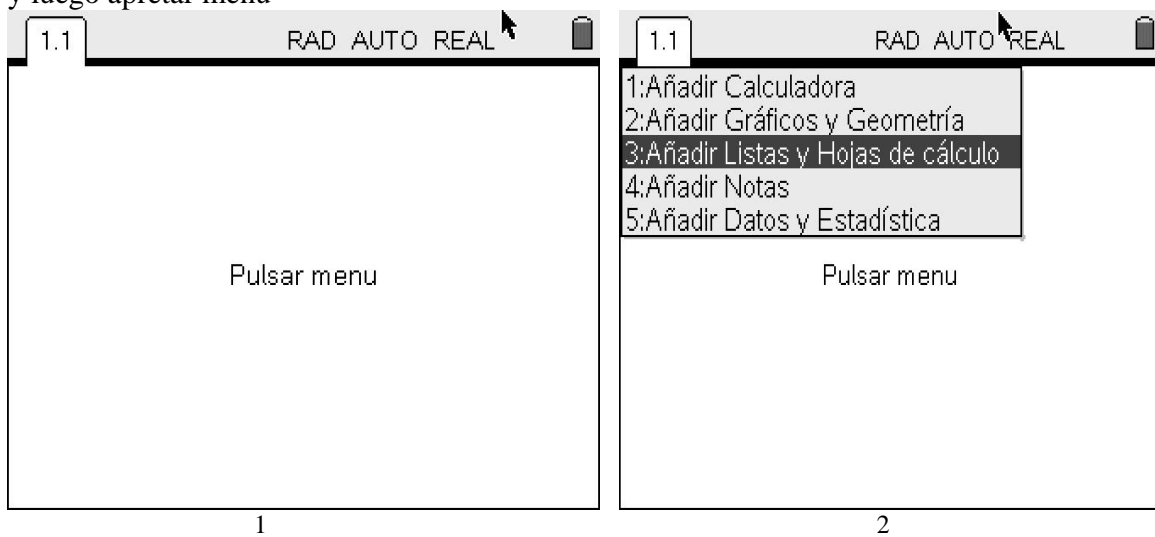 y luego apretar menu
1.1 RAD AUTO REAL
Pulsar menu
1
1.1 RAD AUTO REAL
1:Añadir Calculadora
2:Añadir Gráficos y Geometría
3:Añadir Listas y Hojas de cálculo
4:Añadir Notas
5:Añadir Datos y Estadística
Pulsar menu
2